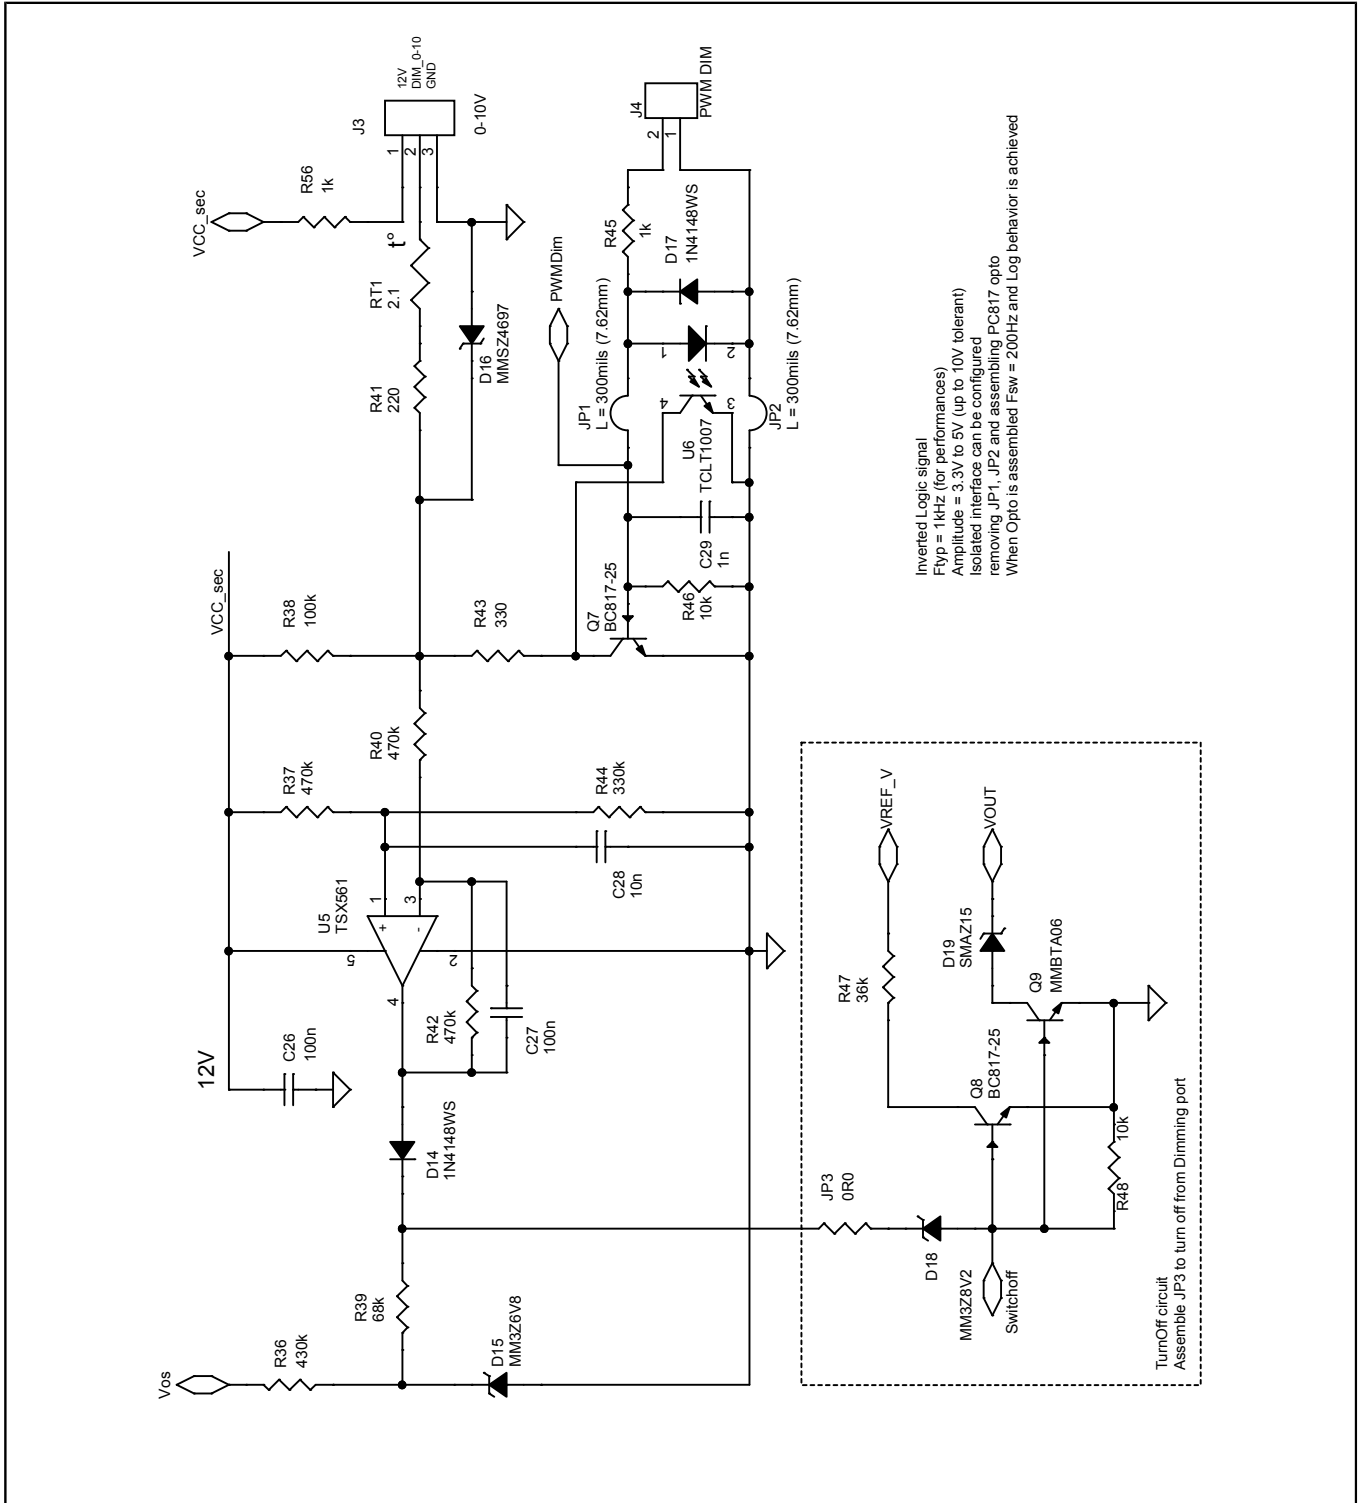 VCC_sec
R56
1k
J3
12V
DIM_0-10
GND
1
2
3
0-10V
t°
RT1
2.1
R41
220
D16
MMSZ4697
J4
2
1
PWM DIM
R45
1k
D17
1N4148WS
PWMDim
JP1
L = 300mils (7.62mm)
1
2
4
3
U6
TCLT1007
JP2
L = 300mils (7.62mm)
C29
1n
R46
10k
Q7
BC817-25
R43
330
VCC_sec
R38
100k
R40
470k
R37
470k
R44
330k
C28
10n
U5
TSX561
1
3
+
-
5
2
4
R42
470k
C27
100n
12V
C26
100n
D14
1N4148WS
R39
68k
Vos
R36
430k
D15
MM3Z6V8
Inverted Logic signal
Ftyp = 1kHz (for performances)
Amplitude = 3.3V to 5V (up to 10V tolerant)
Isolated interface can be configured
removing JP1, JP2 and assembling PC817 opto
When Opto is assembled Fsw = 200Hz and Log behavior is achieved
VREF_V
VOUT
R47
36k
D19
SMAZ15
Q9
MMBTA06
Q8
BC817-25
JP3
0R0
D18
MM3Z8V2
Switchoff
R48
10k
TurnOff circuit
Assemble JP3 to turn off from Dimming port